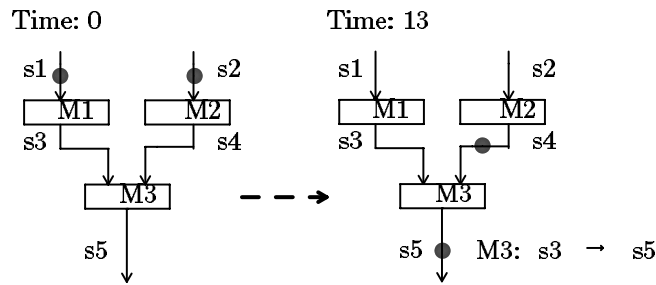 Time: 0
s1
s2
M1
M2
s3
s4
M3
s5
Time: 13
s1
s2
M1
M2
s3
s4
M3
s5
M3: s3 → s5